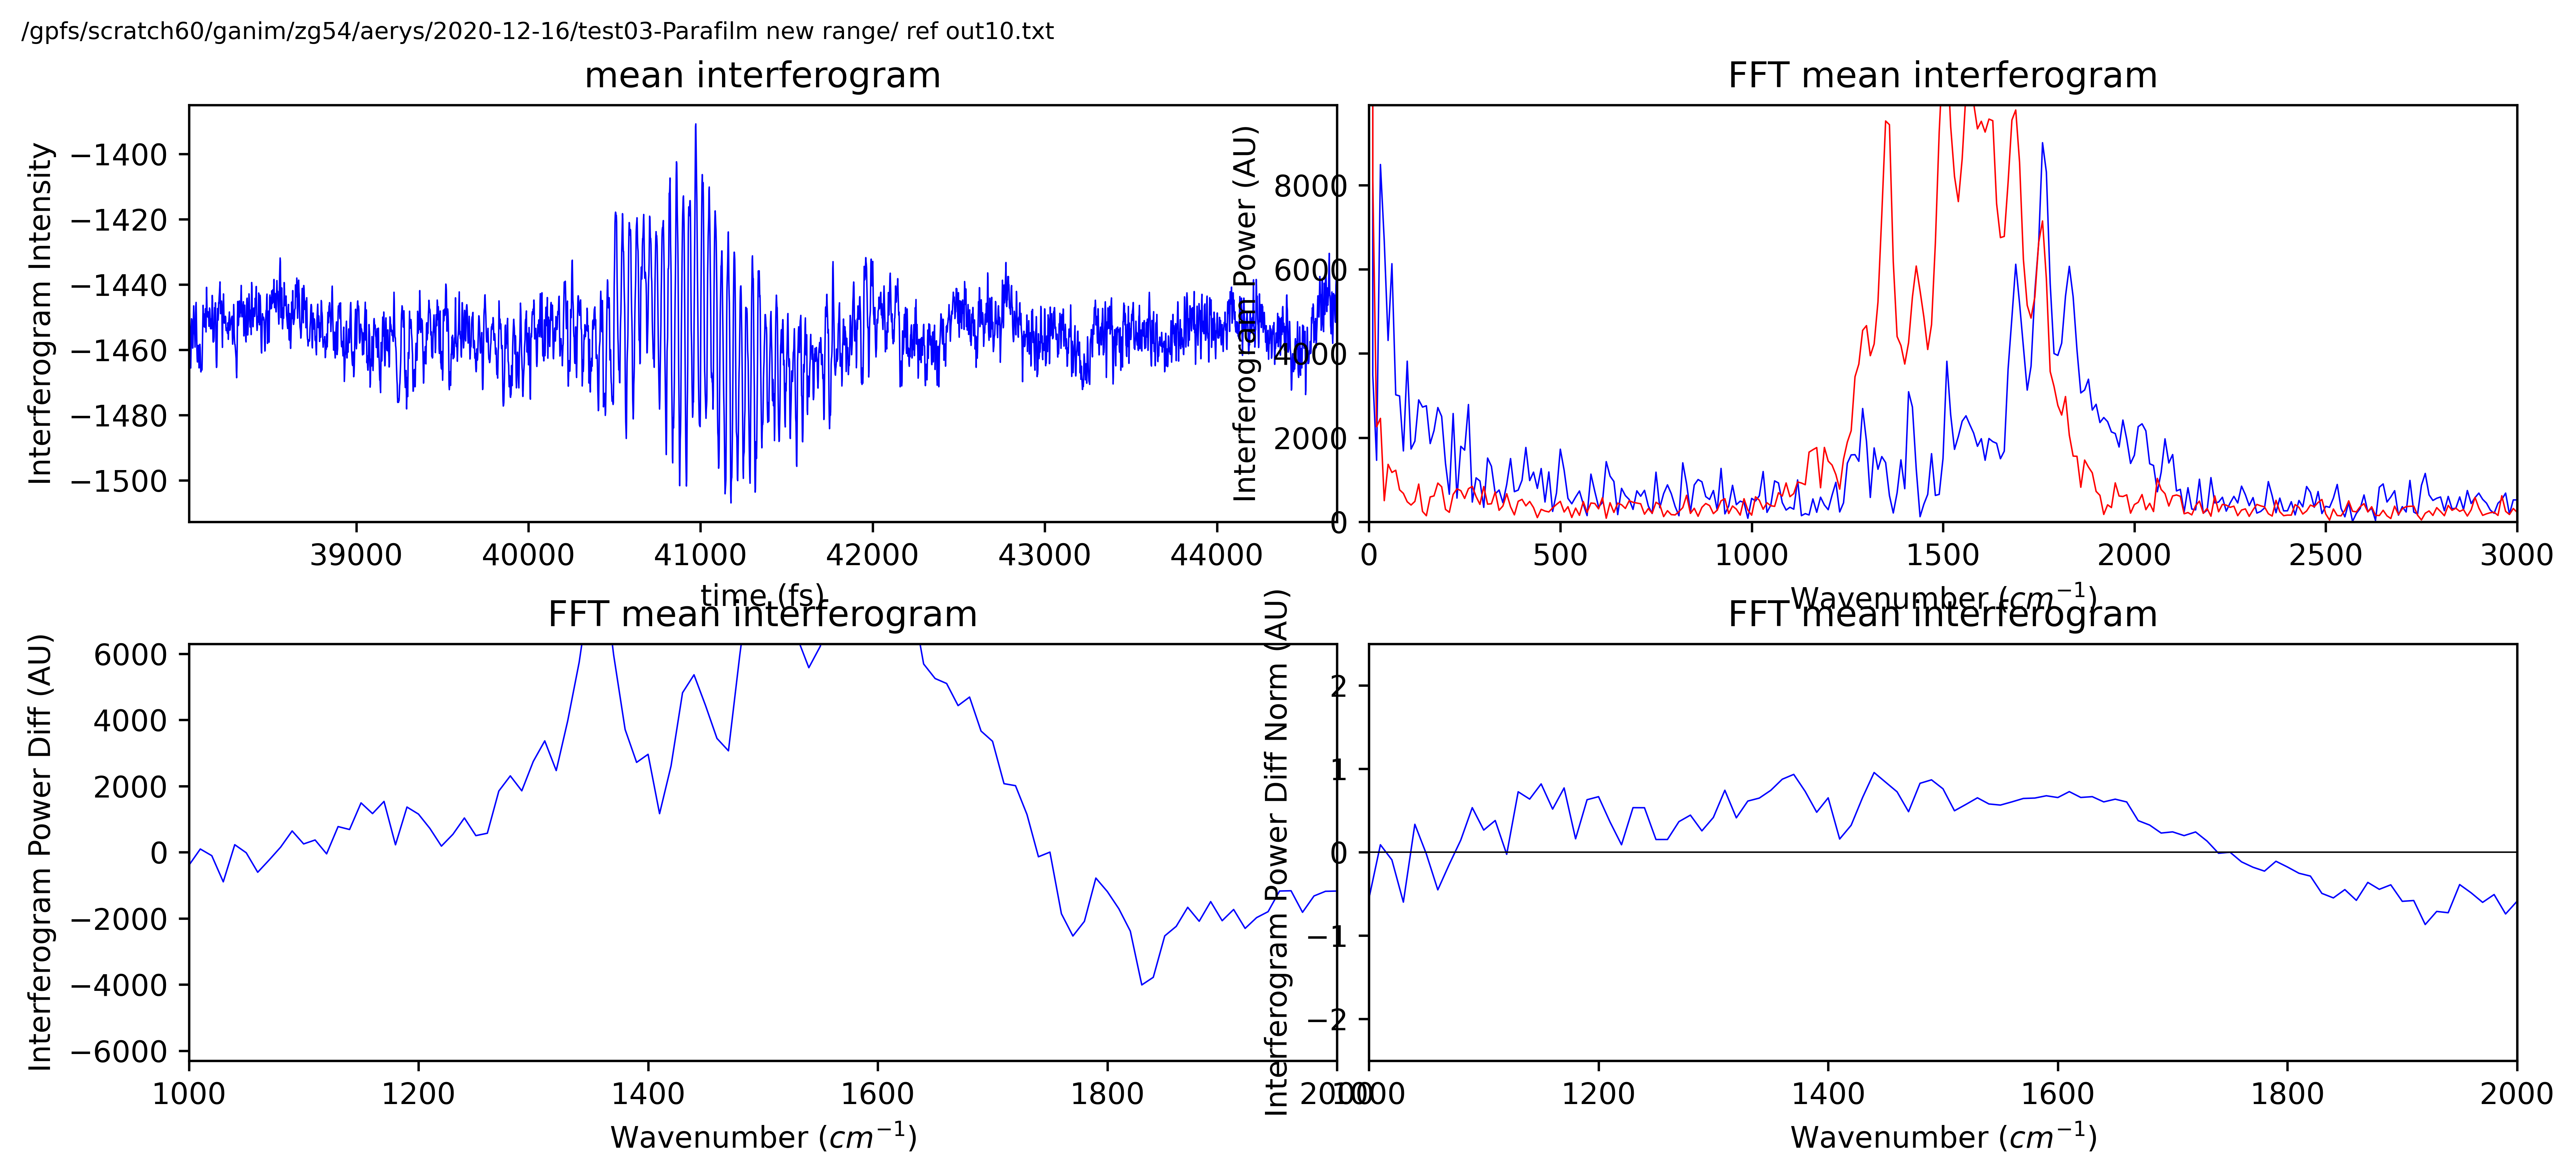 /gpfs/scratch60/ganim/zg54/aerys/2020-12-16/test03-Parafilm new range/ ref out10.txt
mean interferogram
Interferogram Intensity
−1400
−1420
−1440
−1460
−1480
−1500
39000 40000 41000 42000 43000 44000
time (fs)
FFT mean interferogram
Interferogram Power (AU)
8000
6000
4000
2000
0
0 500 1000 1500 2000 2500 3000
Wavenumber (cm⁻¹)
FFT mean interferogram
Interferogram Power Diff (AU)
6000
4000
2000
0
−2000
−4000
−6000
1000 1200 1400 1600 1800 2000
Wavenumber (cm⁻¹)
FFT mean interferogram
Interferogram Power Diff Norm (AU)
2
1
0
−1
−2
1000 1200 1400 1600 1800 2000
Wavenumber (cm⁻¹)